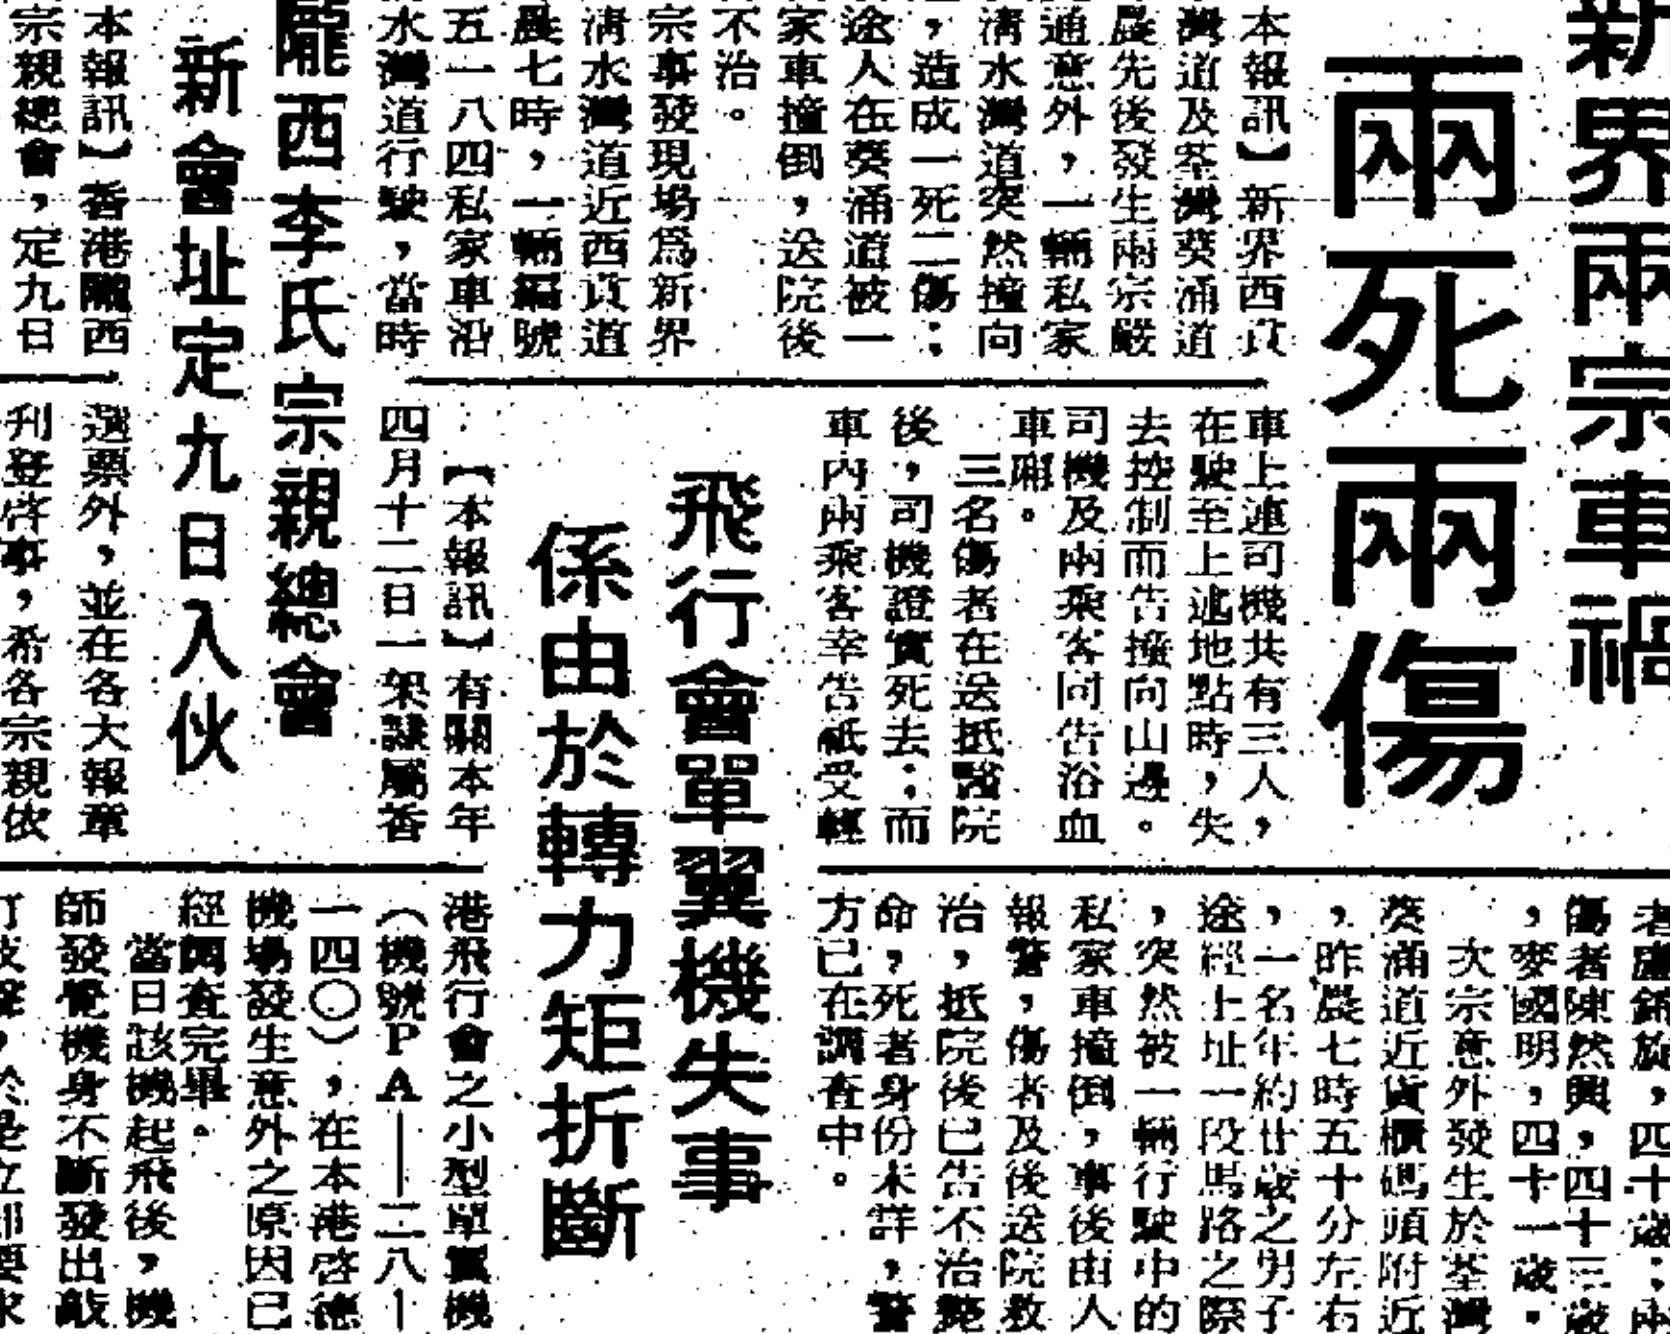 新界兩宗車禍
兩死兩傷
本報訊】新界西貢
灣道及荃灣葵涌道
晨先後發生兩宗嚴
通意外，一輛私家
清水灣道突然撞向
，造成一死二傷；
途人在葵涌道被一
家車撞倒，送院後
不治。
宗事發現場為新界
清水灣道近西貢道
晨七時，一輛編號
五一八四私家車沿
水灣道行駛，當時
車上連司機共有三人，
在駛至上述地點時，失
去控制而告撞向山邊。
司機及兩乘客同告浴血
車廂。
三名傷者在送抵醫院
後，司機證實死去；而
車內兩乘客幸告祇受輕
者盧錦旋，四十歲；
傷者陳然興，四十三歲
，麥國明，四十一歲。
次宗意外發生於荃灣
葵涌道近貨櫃碼頭附近
，昨晨七時五十分左右
，一名年約廿歲之男子
途經上址一段馬路之際
，突然被一輛行駛中的
私家車撞倒，事後由人
報警，傷者及後送院救
治，抵院後已告不治斃
命，死者身份未詳，警
方已在調查中。
飛行會單翼機失事
係由於轉力矩折斷
【本報訊】有關本年
四月十二日一架隸屬香
港飛行會之小型單翼機
（機號PA——二八—
一四〇），在本港啓德
機場發生意外之原因已
經調查完畢。
當日該機起飛後，機
師發覺機身不斷發出敲
打
隴西李氏宗親總會
新會址定九日入伙
本報訊】香港隴西
宗親總會，定九日
選票外，並在各大報章
刋登啓事，希各宗親依